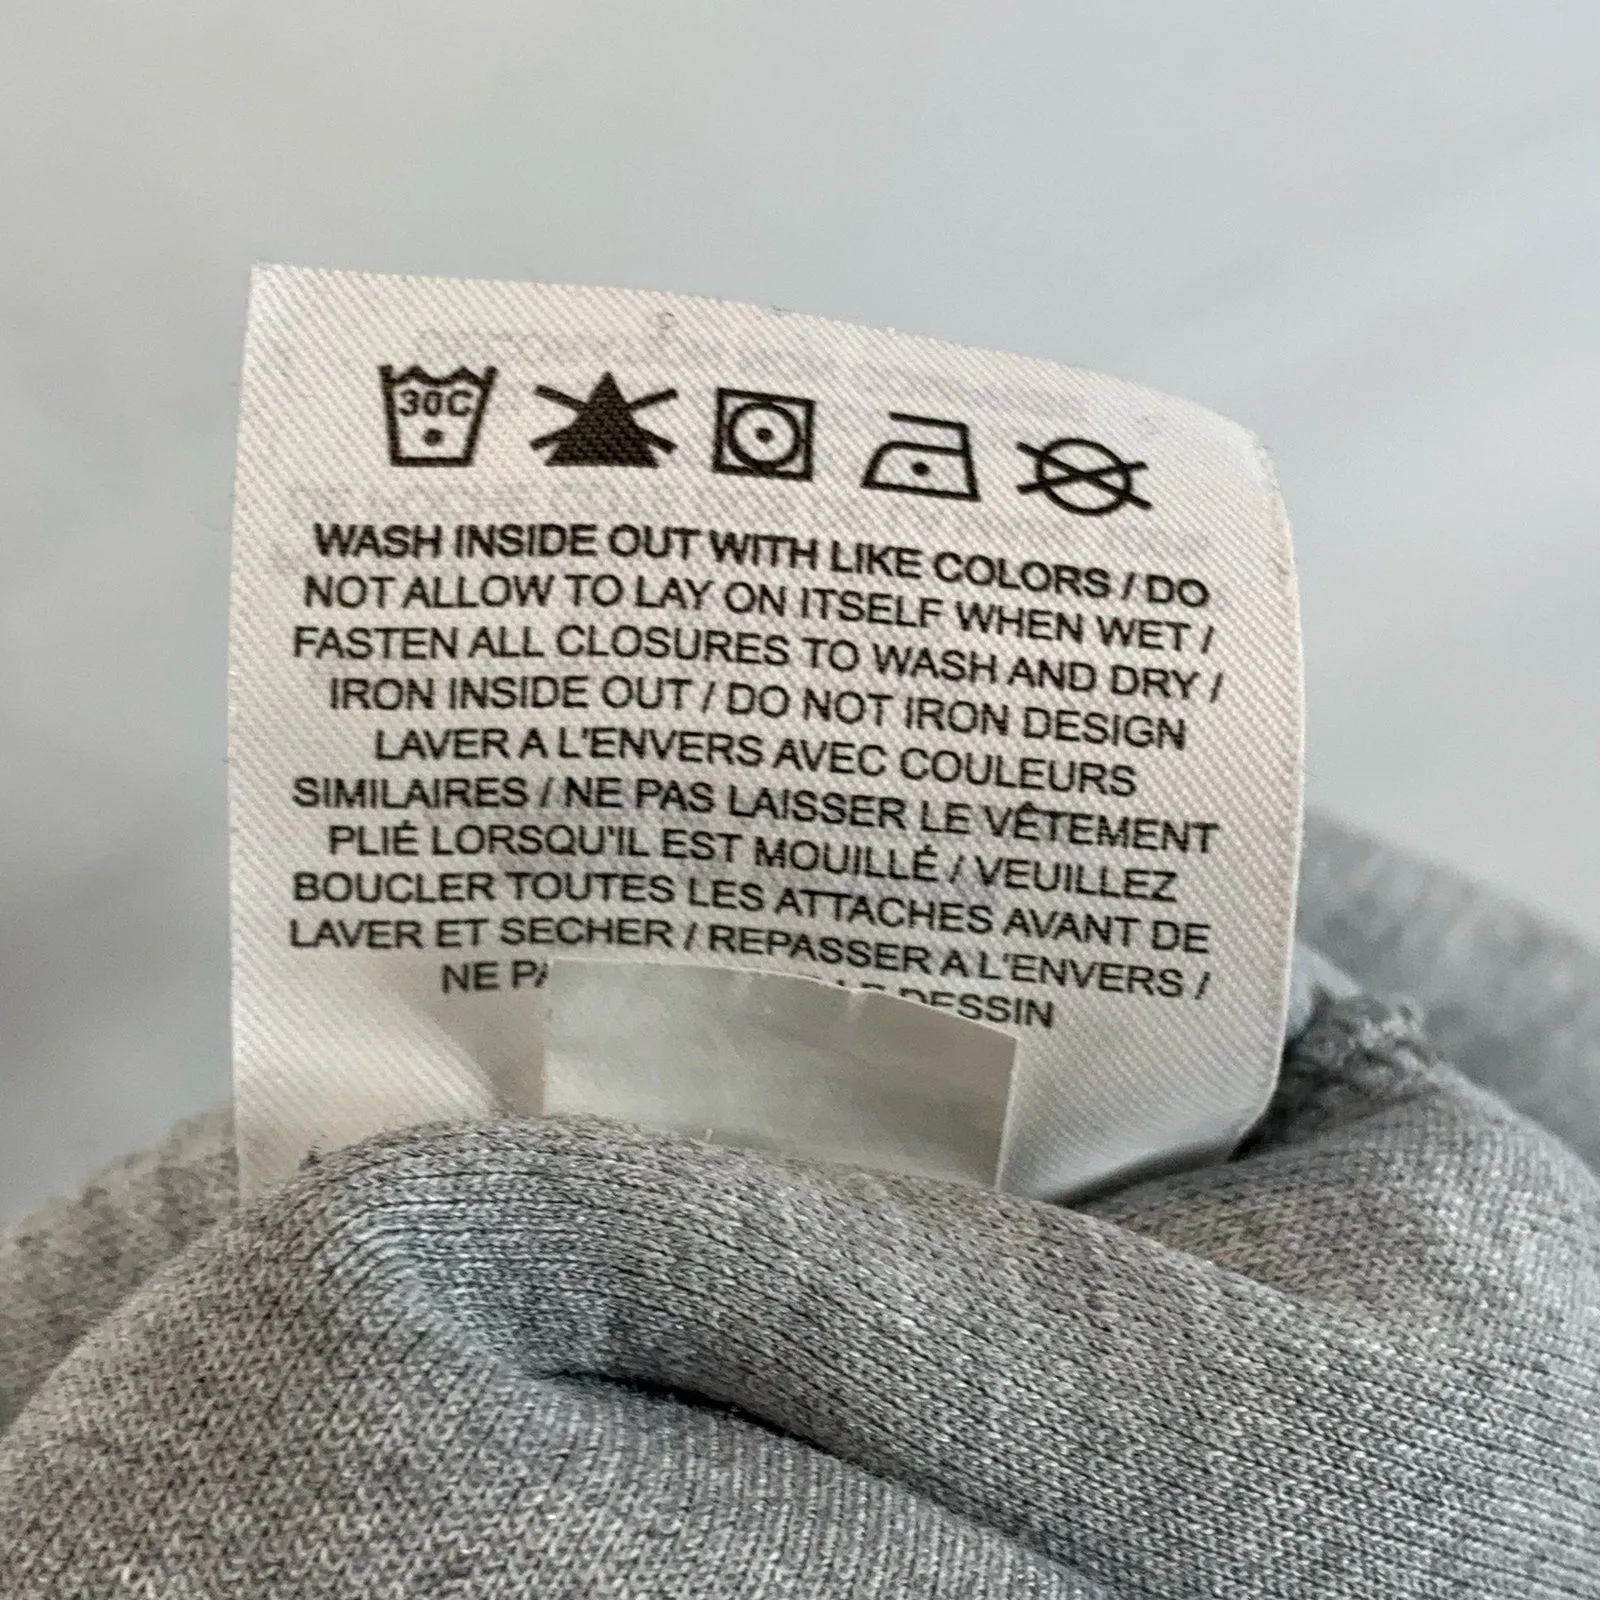 30C
WASH INSIDE OUT WITH LIKE COLORS / DO
NOT ALLOW TO LAY ON ITSELF WHEN WET /
FASTEN ALL CLOSURES TO WASH AND DRY /
IRON INSIDE OUT / DO NOT IRON DESIGN
LAVER A L'ENVERS AVEC COULEURS
SIMILAIRES / NE PAS LAISSER LE VÊTEMENT
PLIÉ LORSQU'IL EST MOUILLÉ / VEUILLEZ
BOUCLER TOUTES LES ATTACHES AVANT DE
LAVER ET SECHER / REPASSER A L'ENVERS /
NE DESSIN